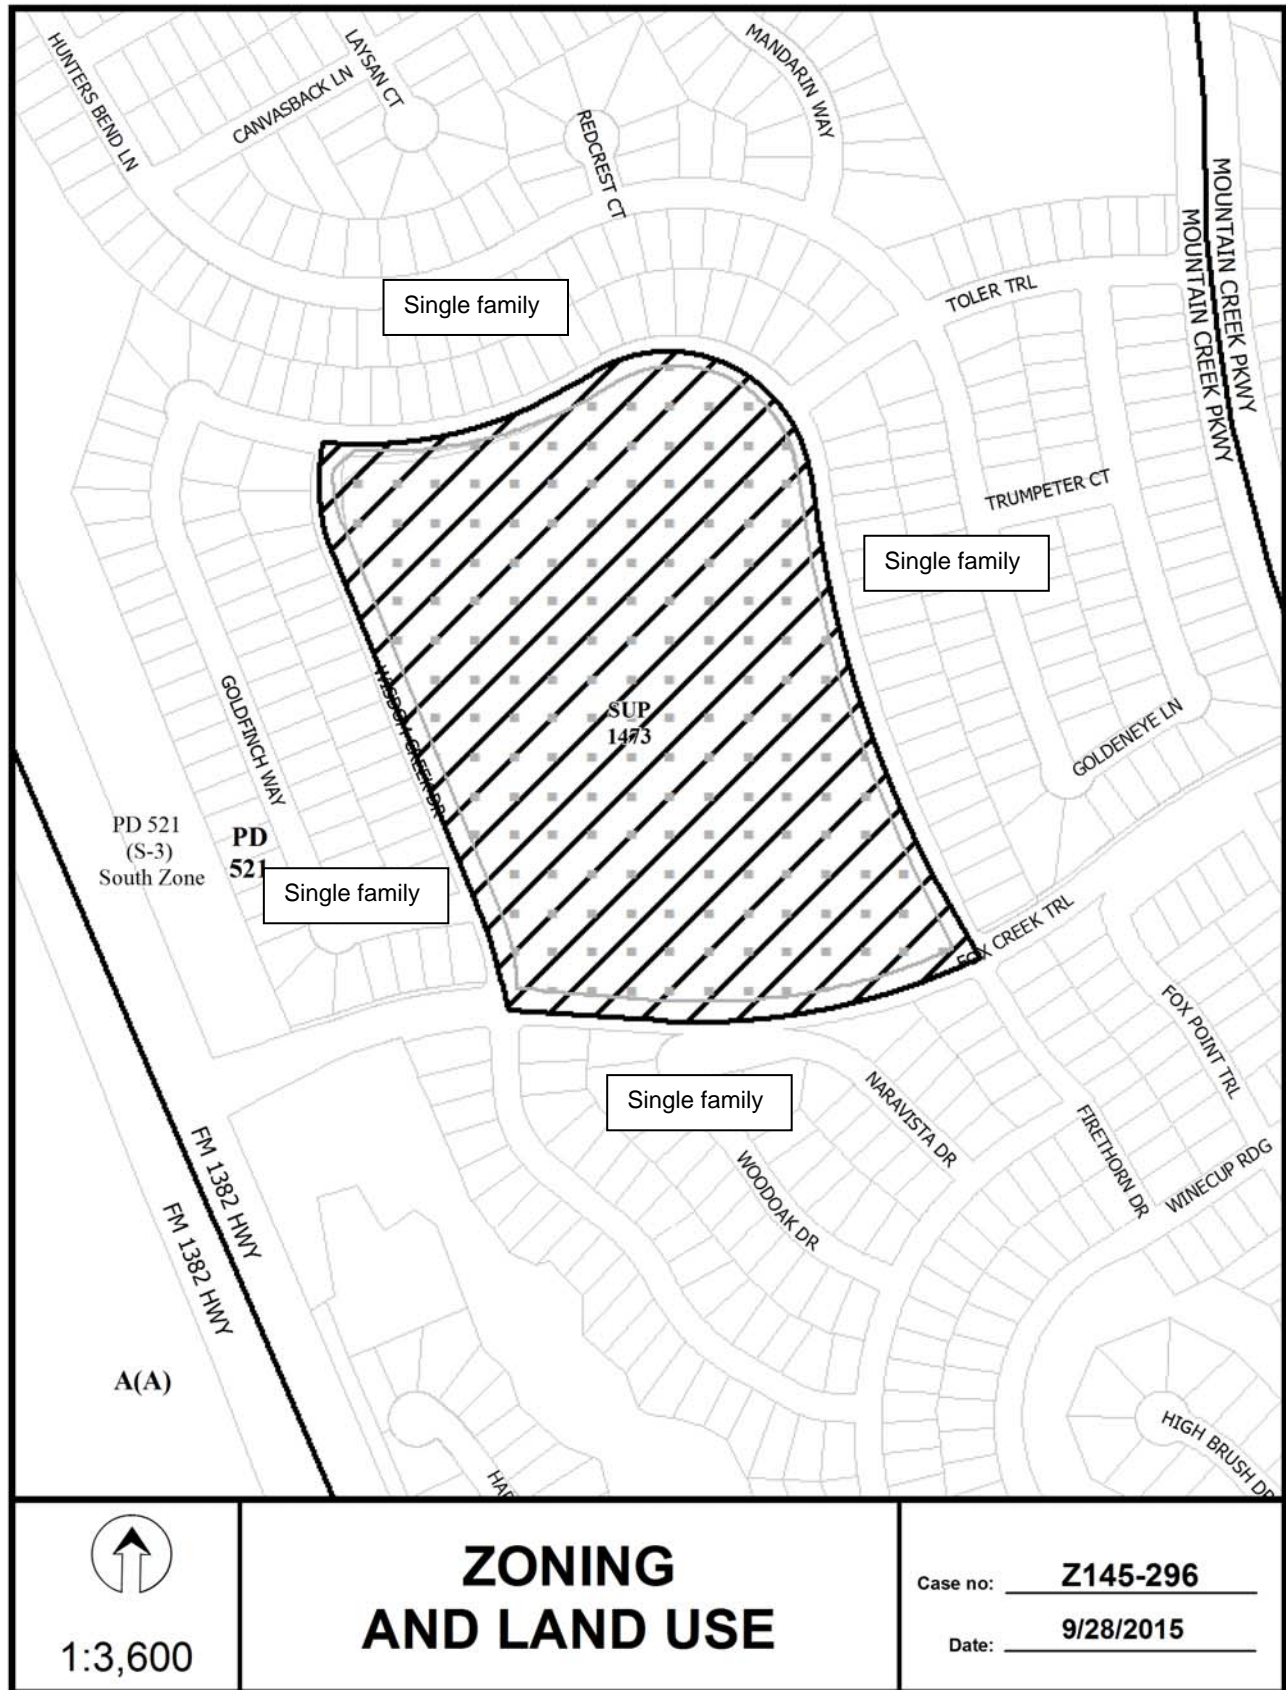 HUNTERS BEND LN
CANVASBACK LN
LAYSAN CT
REDCREST CT
MANDARIN WAY
MOUNTAIN CREEK PKWY
MOUNTAIN CREEK PKWY
TOLER TRL
Single family
TRUMPETER CT
Single family
GOLDFINCH WAY
WISDOM CREEK DR
SUP
1473
GOLDENEYE LN
PD 521
(S-3)
South Zone
PD
521
Single family
FOX CREEK TRL
FOX POINT TRL
Single family
NARAVISTA DR
FIRETHORN DR
WINECUP RDG
WOODOAK DR
FM 1382 HWY
FM 1382 HWY
A(A)
HIGH BRUSH DR
1:3,600
ZONING
AND LAND USE
Case no: Z145-296
Date: 9/28/2015